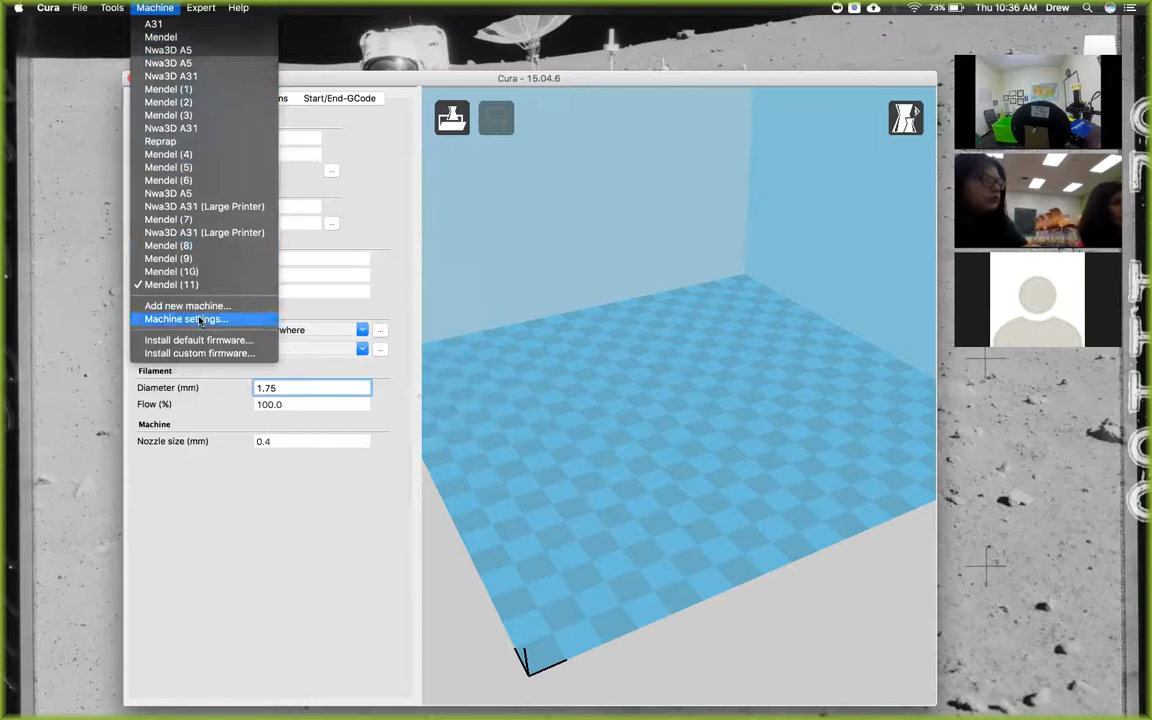 Cura File Tools Machine Expert Help 73% Thu 10:36 AM Drew
Cura - 15.04.6
A31
Mendel
Nwa3D A5
Nwa3D A5
Nwa3D A31
Mendel (1)
Mendel (2)
Mendel (3)
Nwa3D A31
Reprap
Mendel (4)
Mendel (5)
Mendel (6)
Nwa3D A5
Nwa3D A31 (Large Printer)
Mendel (7)
Nwa3D A31 (Large Printer)
Mendel (8)
Mendel (9)
Mendel (10)
✓ Mendel (11)
Add new machine...
Machine settings...
Install default firmware...
Install custom firmware...
ns Start/End-GCode
...
...
where ...
...
Filament
Diameter (mm) 1.75
Flow (%) 100.0
Machine
Nozzle size (mm) 0.4